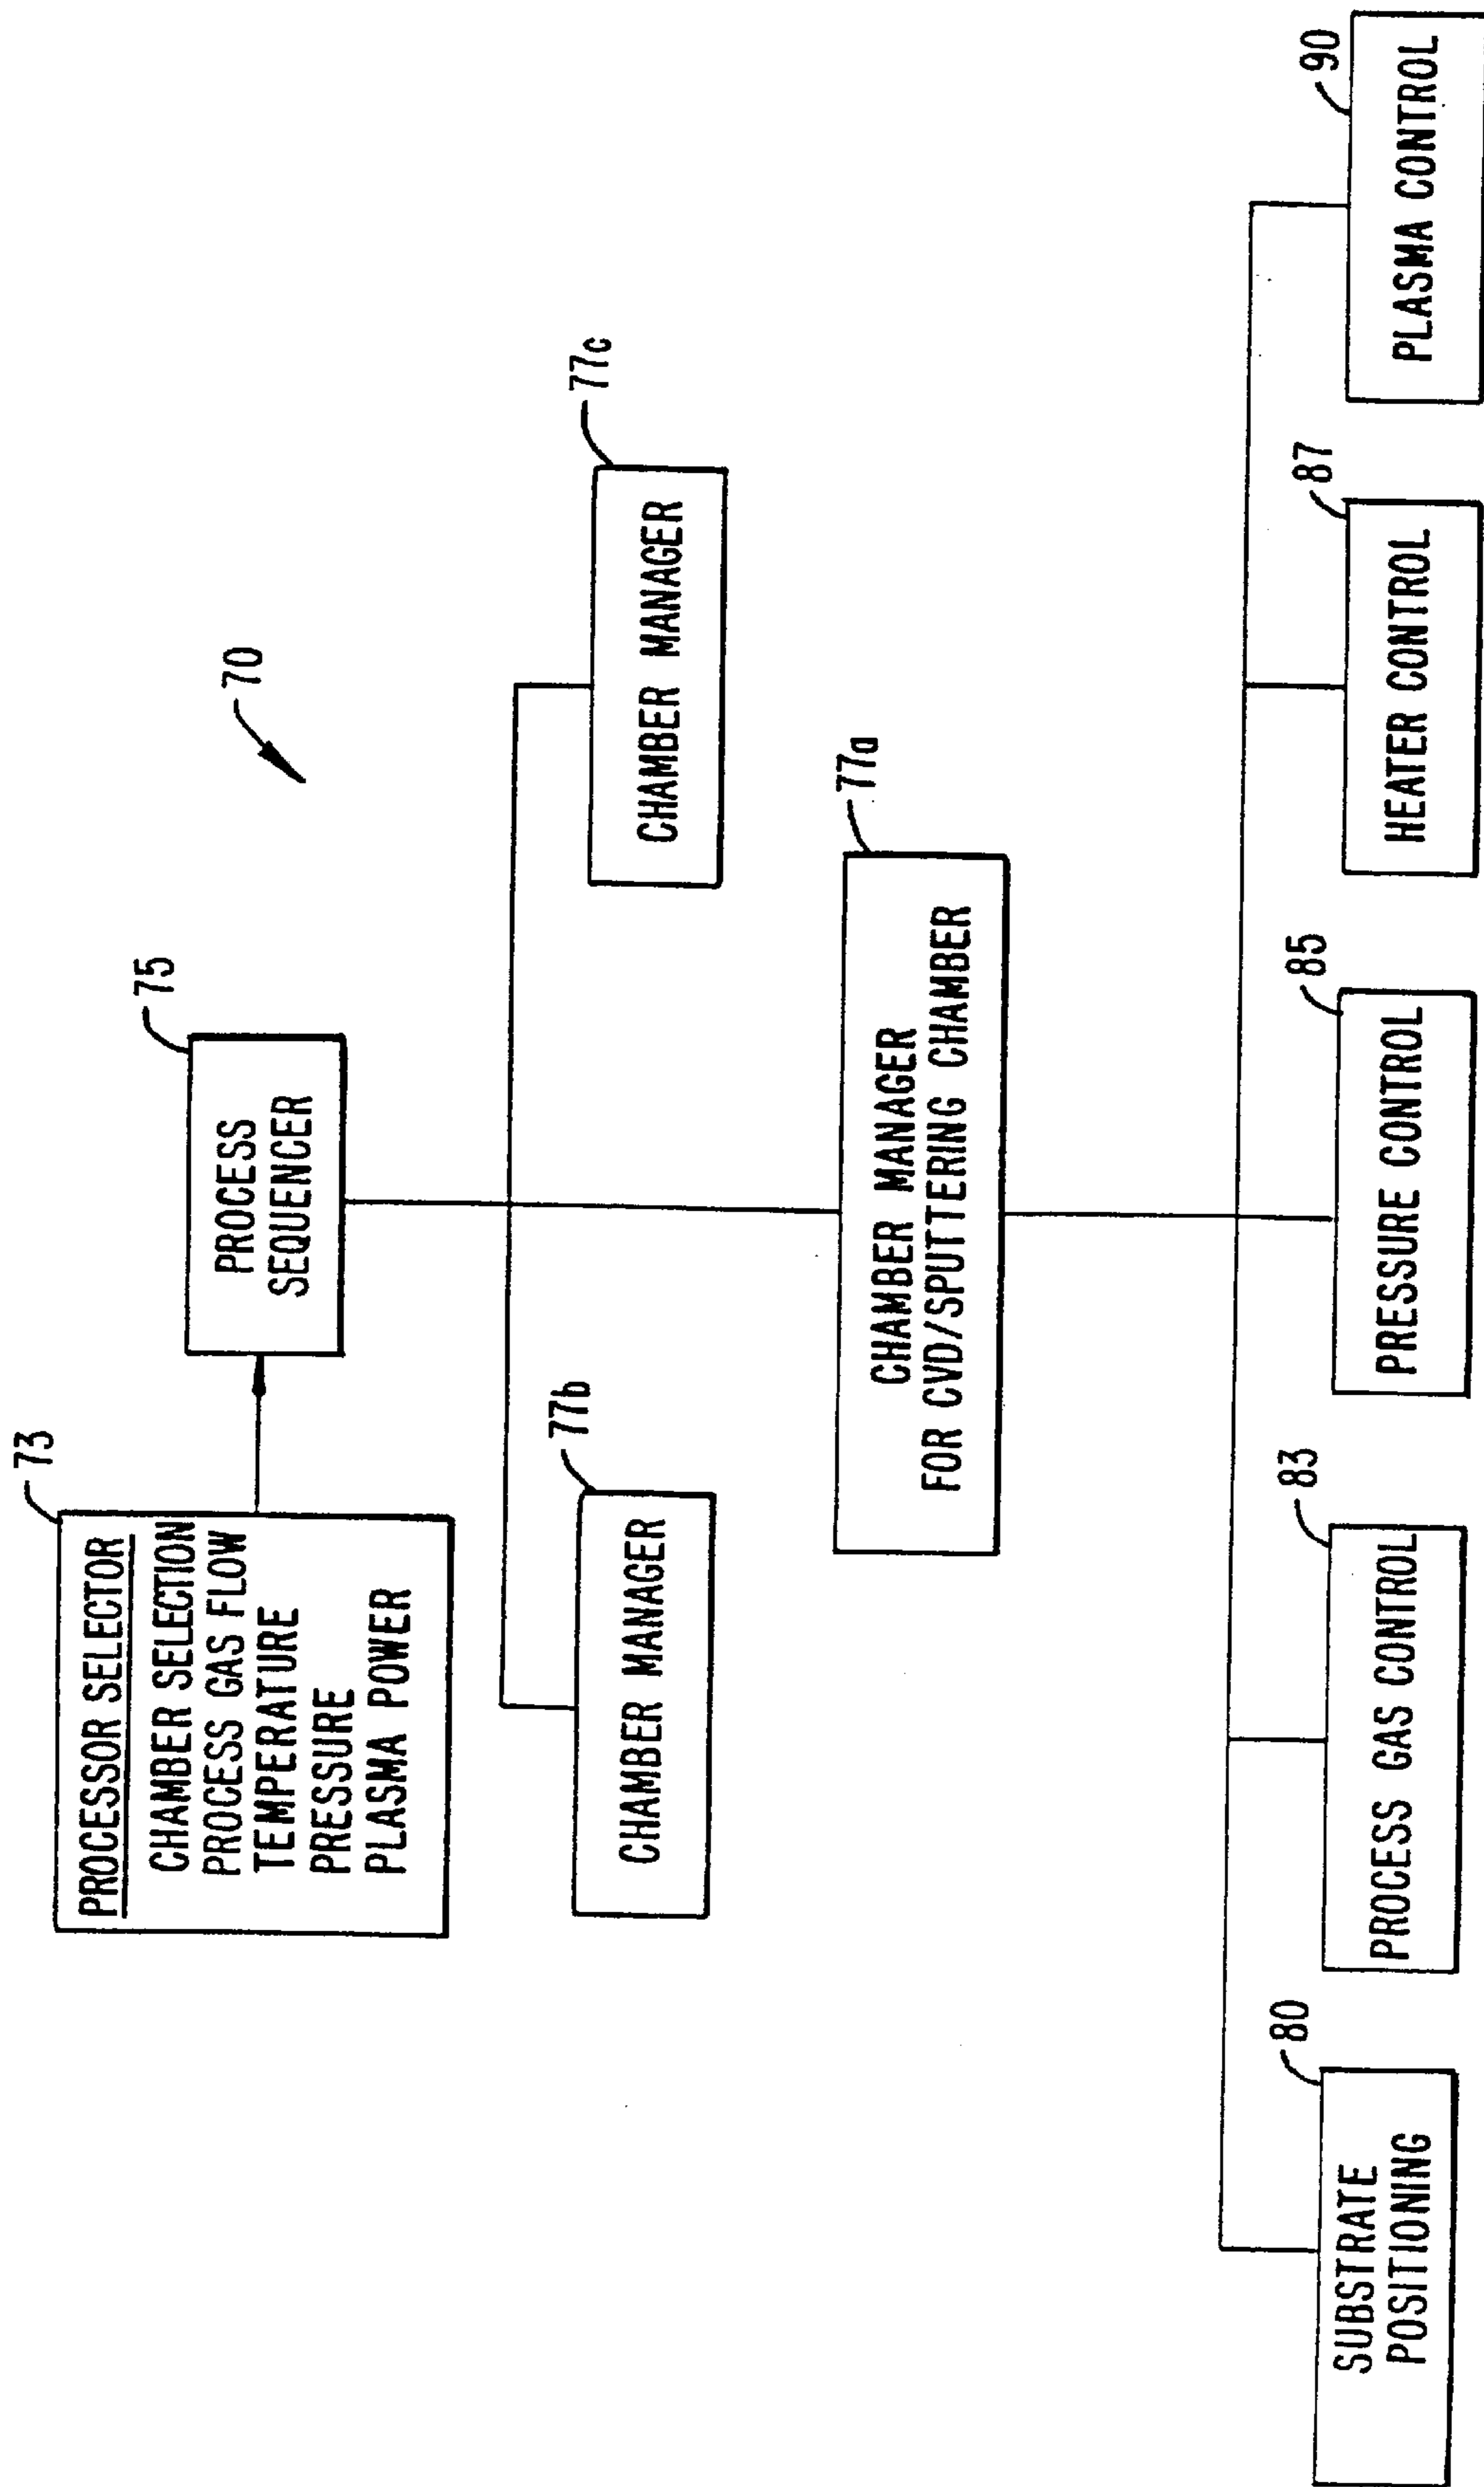 70
73
PROCESSOR SELECTOR
CHAMBER SELECTION
PROCESS GAS FLOW
TEMPERATURE
PRESSURE
PLASMA POWER
75
PROCESS
SEQUENCER
77b
CHAMBER MANAGER
77c
CHAMBER MANAGER
77a
CHAMBER MANAGER
FOR CVD/SPUTTERING CHAMBER
80
SUBSTRATE
POSITIONING
83
PROCESS GAS CONTROL
85
PRESSURE CONTROL
87
HEATER CONTROL
90
PLASMA CONTROL